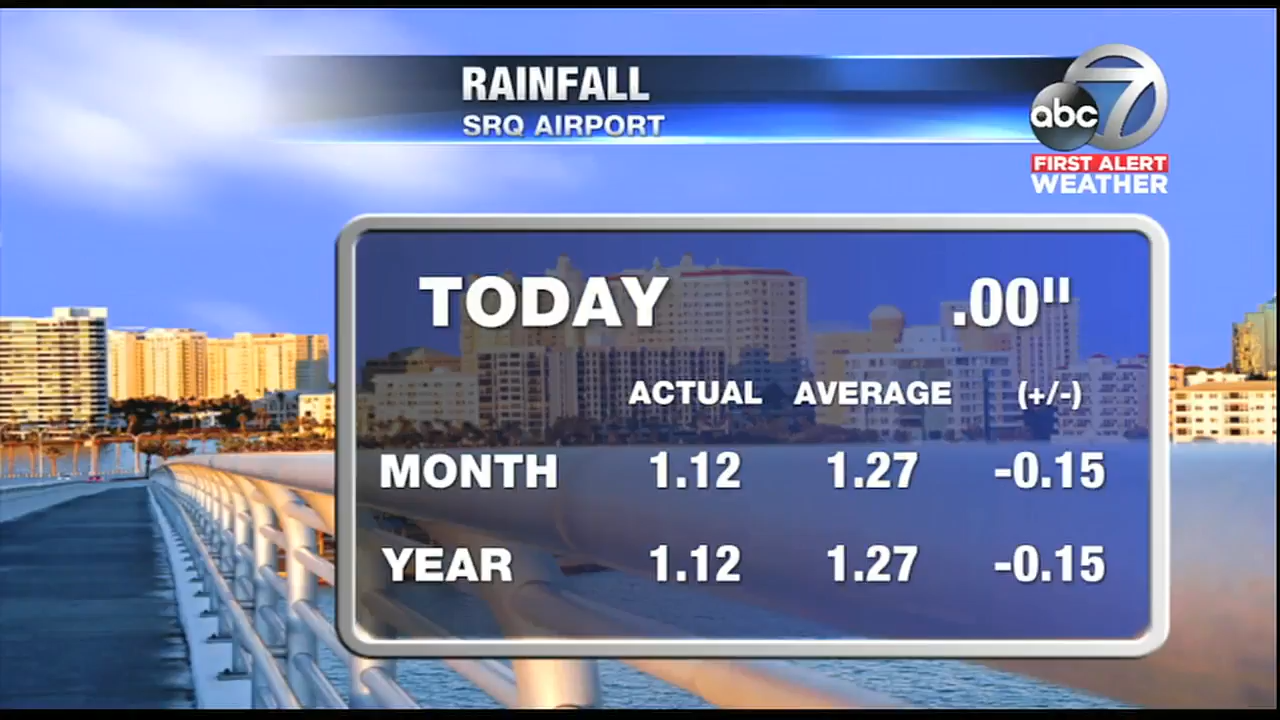 RAINFALL
SRQ AIRPORT
abc 7
FIRST ALERT
WEATHER
TODAY .00"
ACTUAL AVERAGE (+/-)
MONTH 1.12 1.27 -0.15
YEAR 1.12 1.27 -0.15